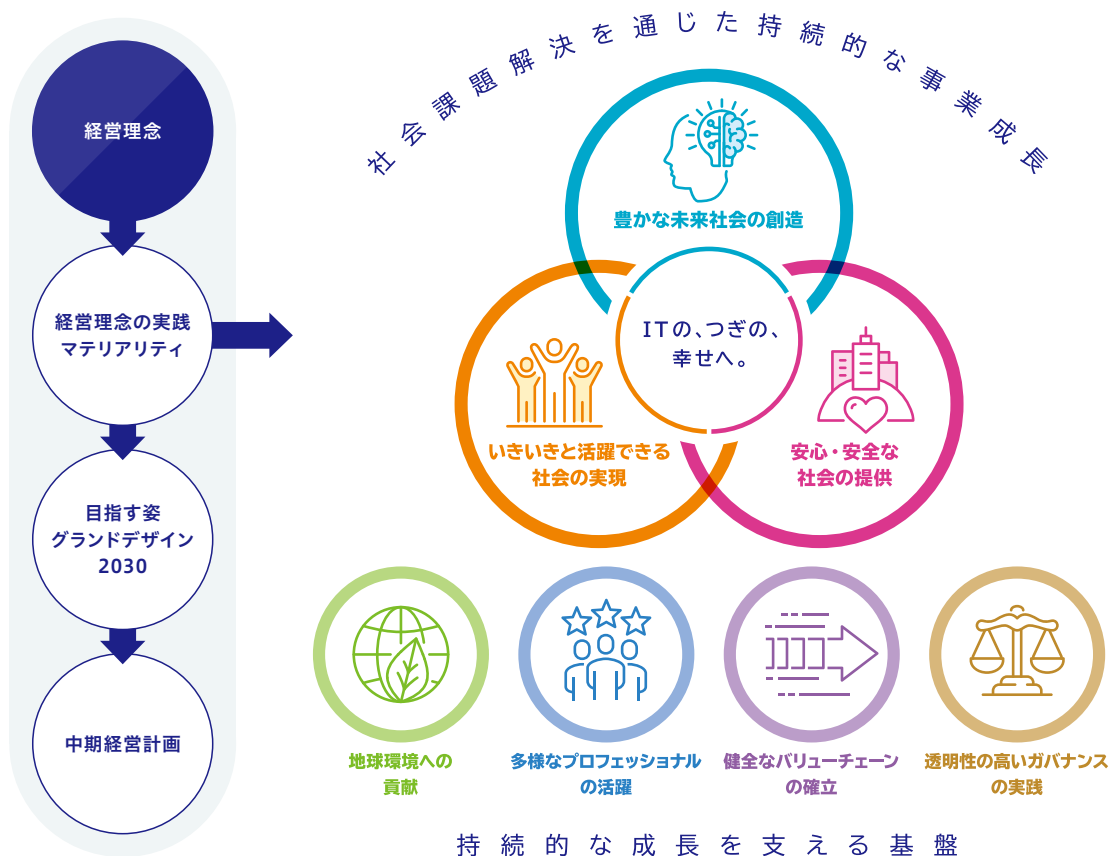 経営理念
経営理念の実践
マテリアリティ
目指す姿
グランドデザイン
2030
中期経営計画
社会課題解決を通じた持続的な事業成長
豊かな未来社会の創造
ITの、つぎの、
幸せへ。
いきいきと活躍できる
社会の実現
安心・安全な
社会の提供
地球環境への
貢献
多様なプロフェッショナル
の活躍
健全なバリューチェーン
の確立
透明性の高いガバナンス
の実践
持続的な成長を支える基盤